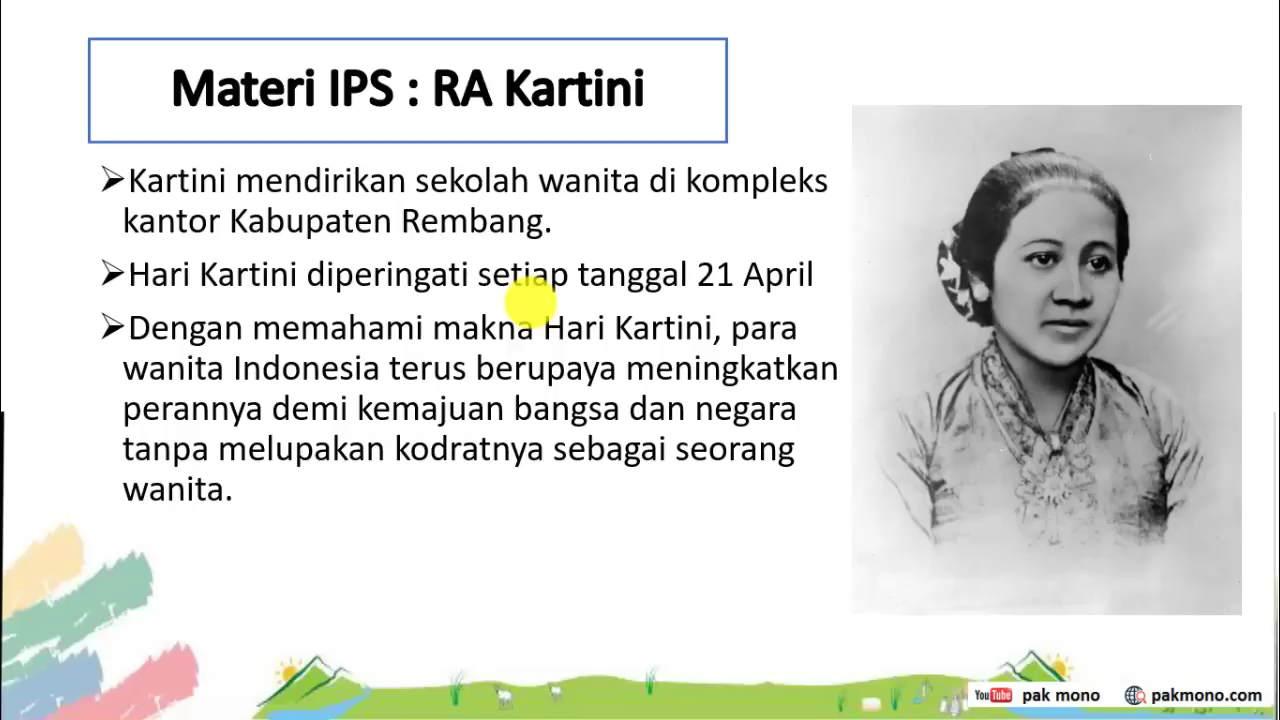 Materi IPS : RA Kartini
➢Kartini mendirikan sekolah wanita di kompleks
kantor Kabupaten Rembang.
➢Hari Kartini diperingati setiap tanggal 21 April
➢Dengan memahami makna Hari Kartini, para
wanita Indonesia terus berupaya meningkatkan
perannya demi kemajuan bangsa dan negara
tanpa melupakan kodratnya sebagai seorang
wanita.
YouTube pak mono pakmono.com